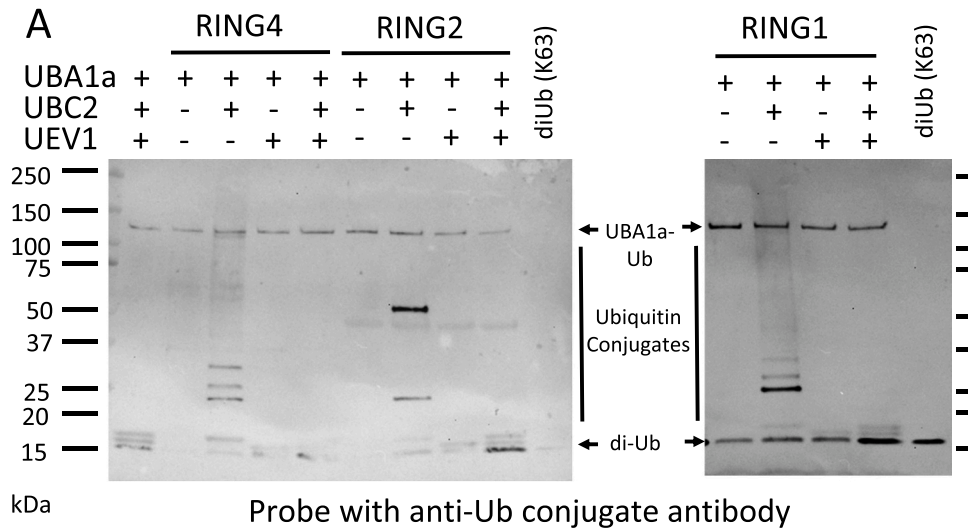 A
RING4 RING2 diUb (K63) RING1 diUb (K63)
UBA1a + + + + + + + + + + + + +
UBC2 + - + - + - + - + - + - +
UEV1 + - - + + - - + + - - + +
250
150
100
75
50
37
25
20
15
kDa
UBA1a-
Ub
Ubiquitin
Conjugates
di-Ub
Probe with anti-Ub conjugate antibody